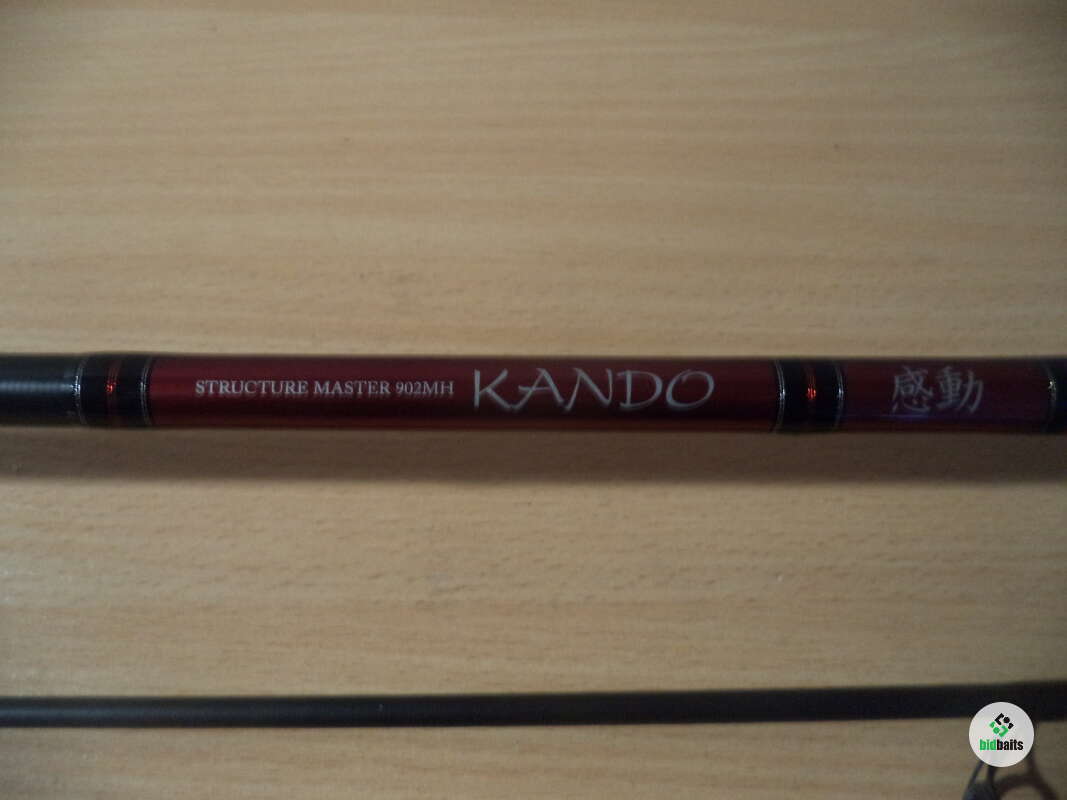 STRUCTURE MASTER 902MH KANDO 感動
bidbaits